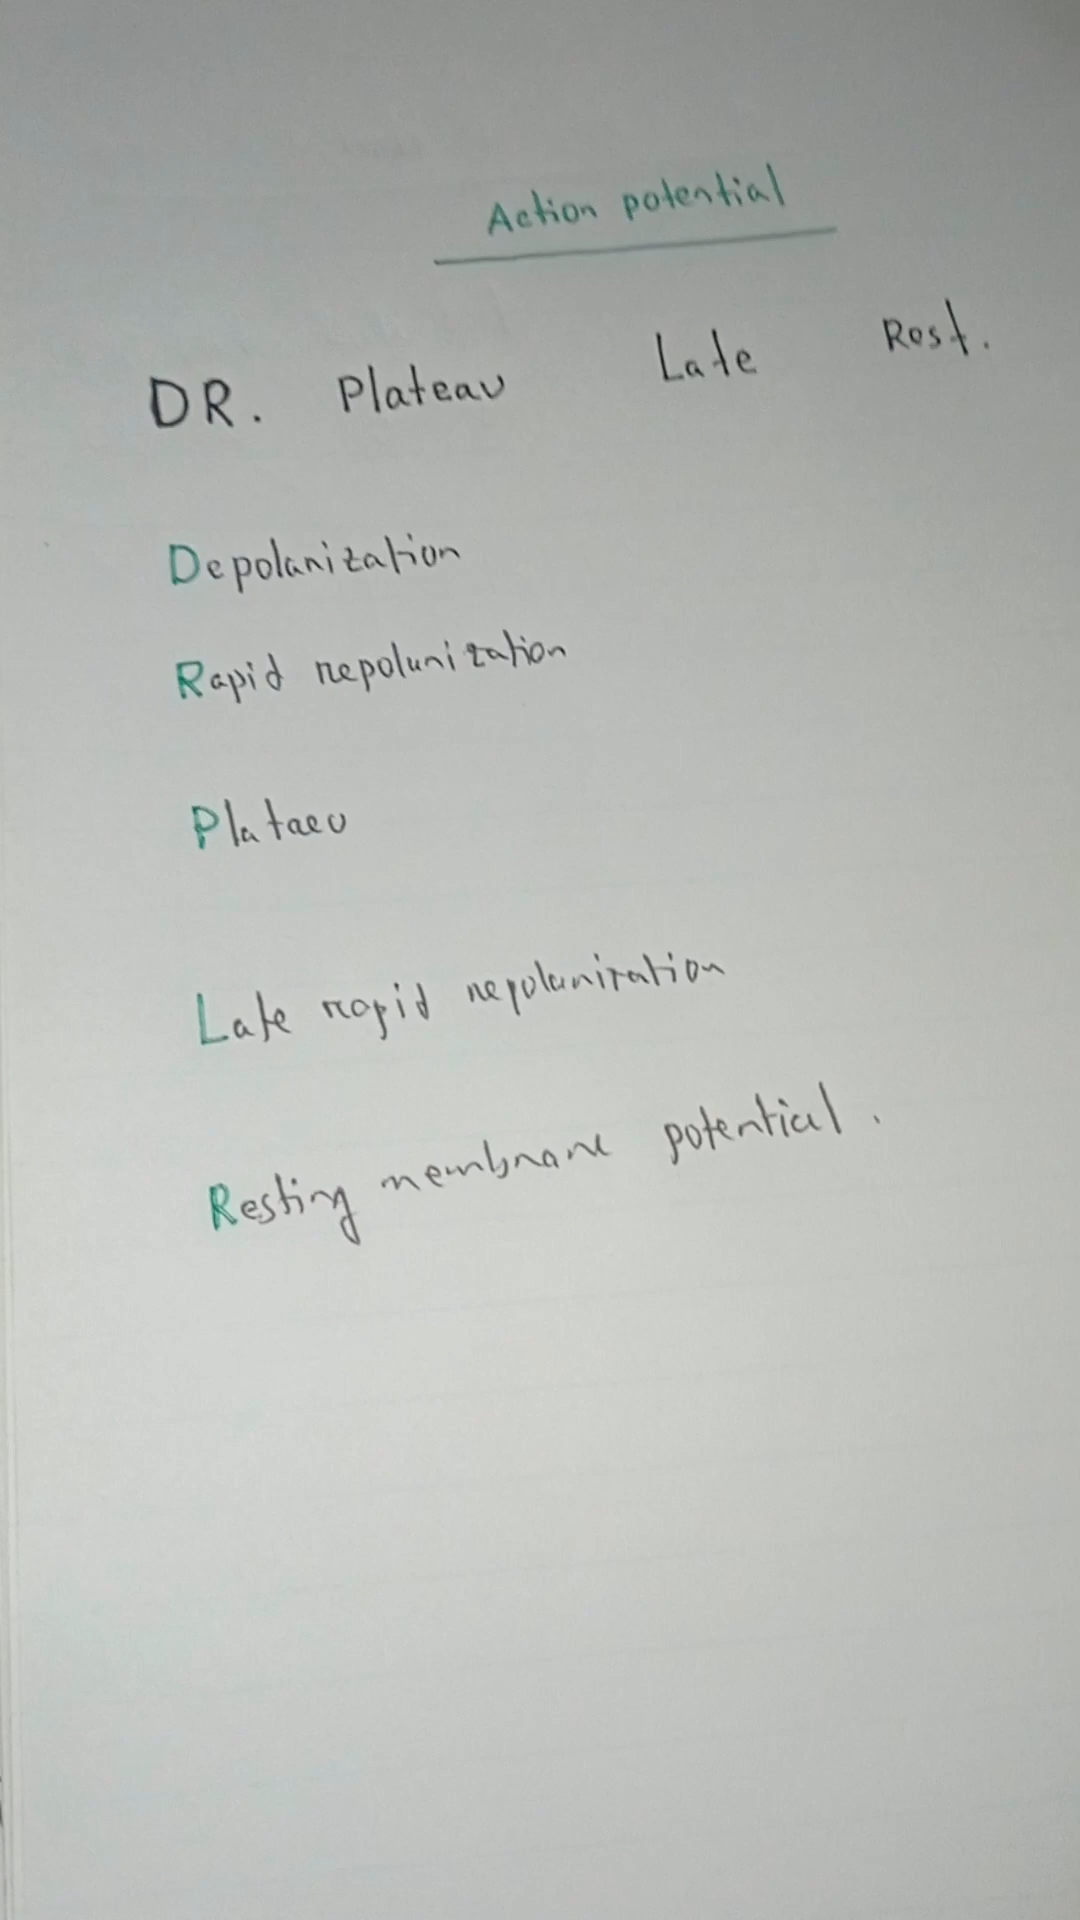 Action potential
DR. Plateau Late Rest.
Depolarization
Rapid repolarization
Plataeu
Late rapid repolarization
Resting membrane potential.